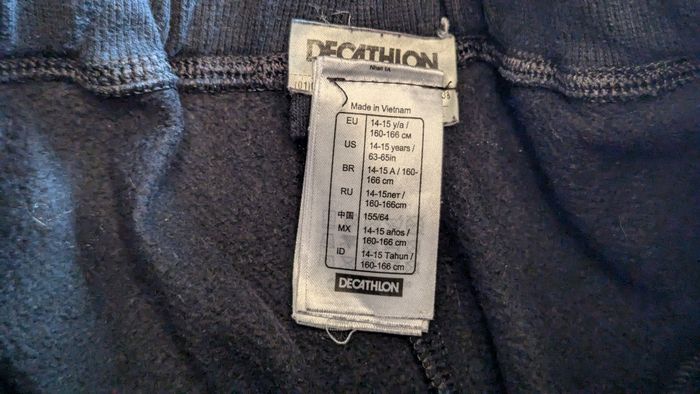 DECATHLON
Nhãn 1A
Made in Vietnam
EU 14-15 y/a /
160-166 см
US 14-15 years /
63-65in
BR 14-15 A / 160-
166 cm
RU 14-15лет /
160-166cm
中国 155/64
MX 14-15 años /
160-166 cm
ID 14-15 Tahun /
160-166 cm
DECATHLON